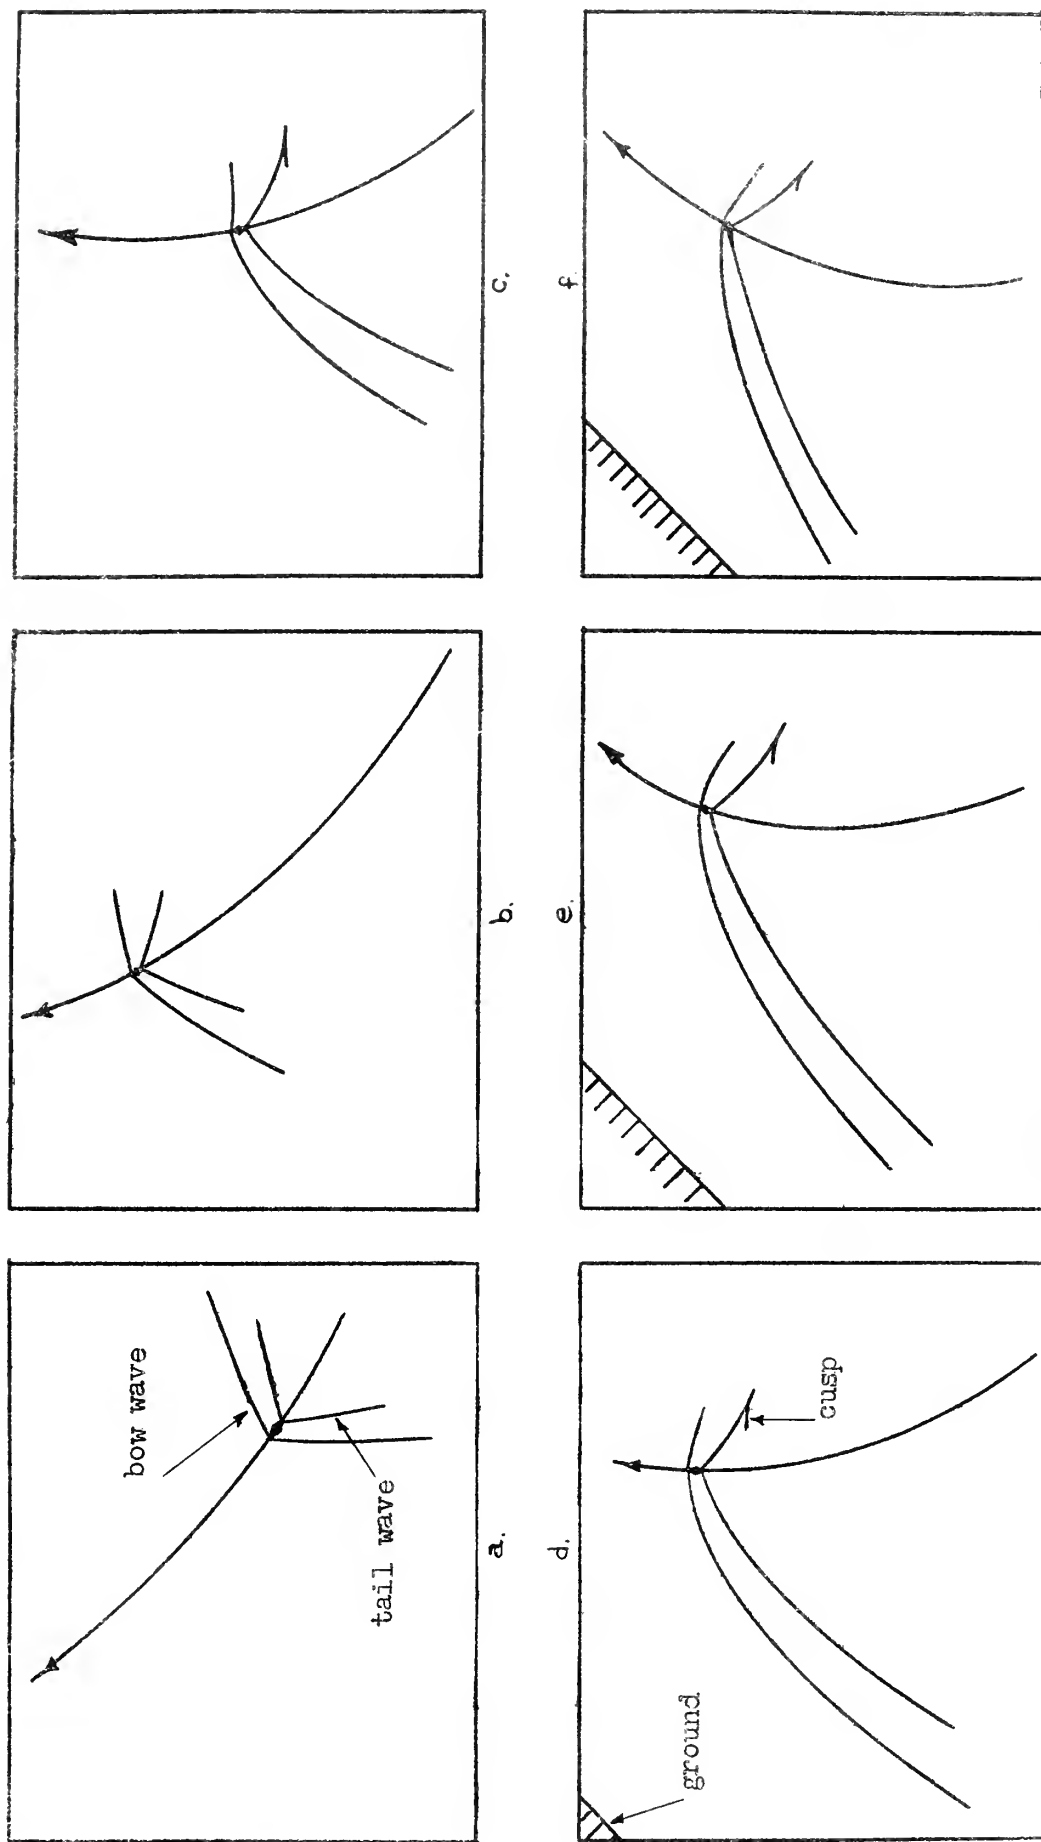 bow wave
tail wave
a.
b.
c.
ground
cusp
d.
e.
f.